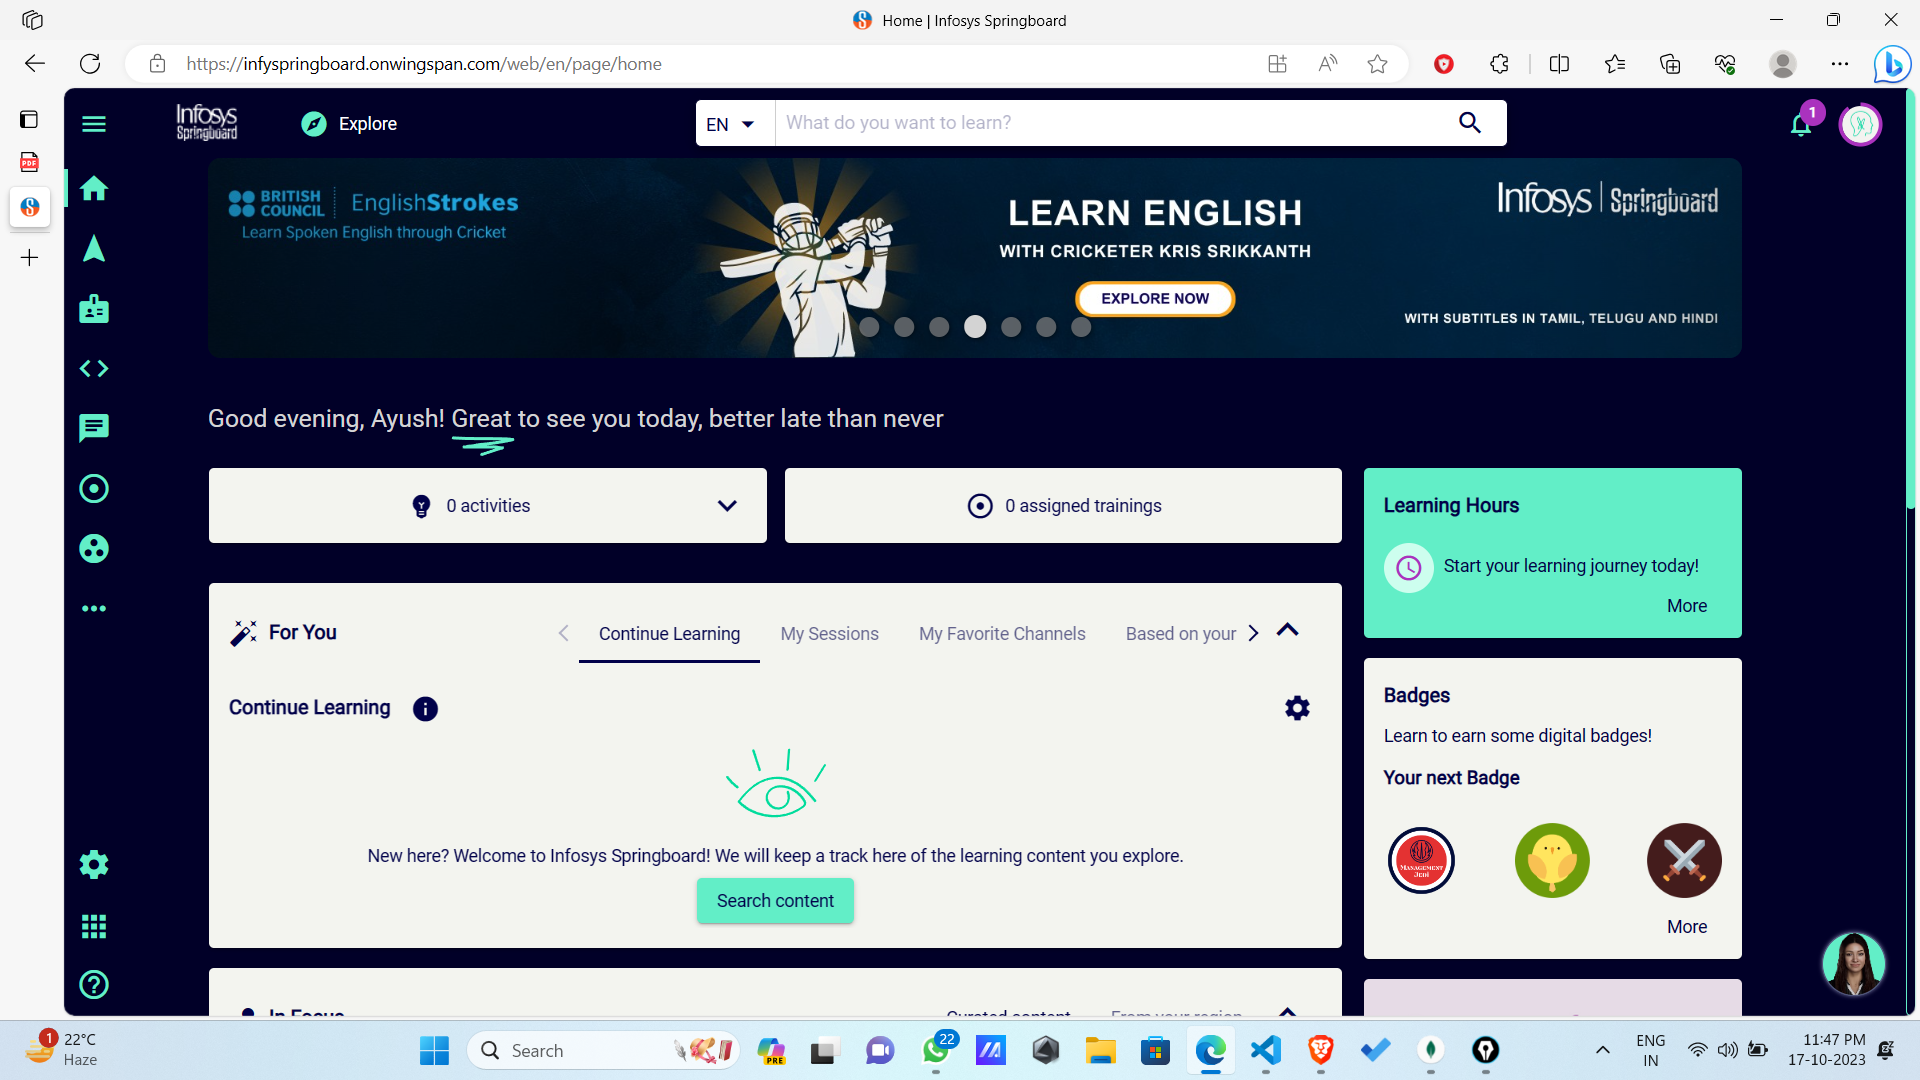 Home | Infosys Springboard
https://infyspringboard.onwingspan.com/web/en/page/home
Infosys
Springboard
Explore
EN
What do you want to learn?
1
BRITISH
COUNCIL
EnglishStrokes
Learn Spoken English through Cricket
LEARN ENGLISH
WITH CRICKETER KRIS SRIKKANTH
EXPLORE NOW
Infosys | Springboard
WITH SUBTITLES IN TAMIL, TELUGU AND HINDI
Good evening, Ayush! Great to see you today, better late than never
0 activities
0 assigned trainings
Learning Hours
Start your learning journey today!
More
For You
Continue Learning
My Sessions
My Favorite Channels
Based on your
Continue Learning
New here? Welcome to Infosys Springboard! We will keep a track here of the learning content you explore.
Search content
Badges
Learn to earn some digital badges!
Your next Badge
MANAGEMENT
JEDI
More
In Focus
Curated content
From your region
1
22°C
Haze
Search
PRE
22
ENG
IN
11:47 PM
17-10-2023
PDF